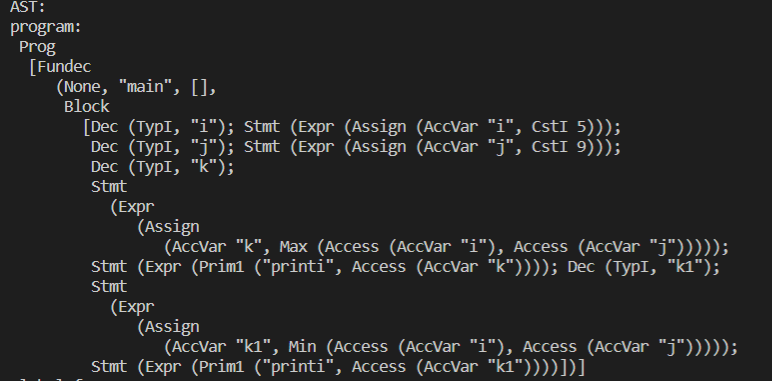 AST:
program:
 Prog
  [Fundec
     (None, "main", [],
      Block
        [Dec (TypI, "i"); Stmt (Expr (Assign (AccVar "i", CstI 5)));
         Dec (TypI, "j"); Stmt (Expr (Assign (AccVar "j", CstI 9)));
         Dec (TypI, "k");
         Stmt
           (Expr
              (Assign
                 (AccVar "k", Max (Access (AccVar "i"), Access (AccVar "j")))));
         Stmt (Expr (Prim1 ("printi", Access (AccVar "k")))); Dec (TypI, "k1");
         Stmt
           (Expr
              (Assign
                 (AccVar "k1", Min (Access (AccVar "i"), Access (AccVar "j")))));
         Stmt (Expr (Prim1 ("printi", Access (AccVar "k1"))))])]